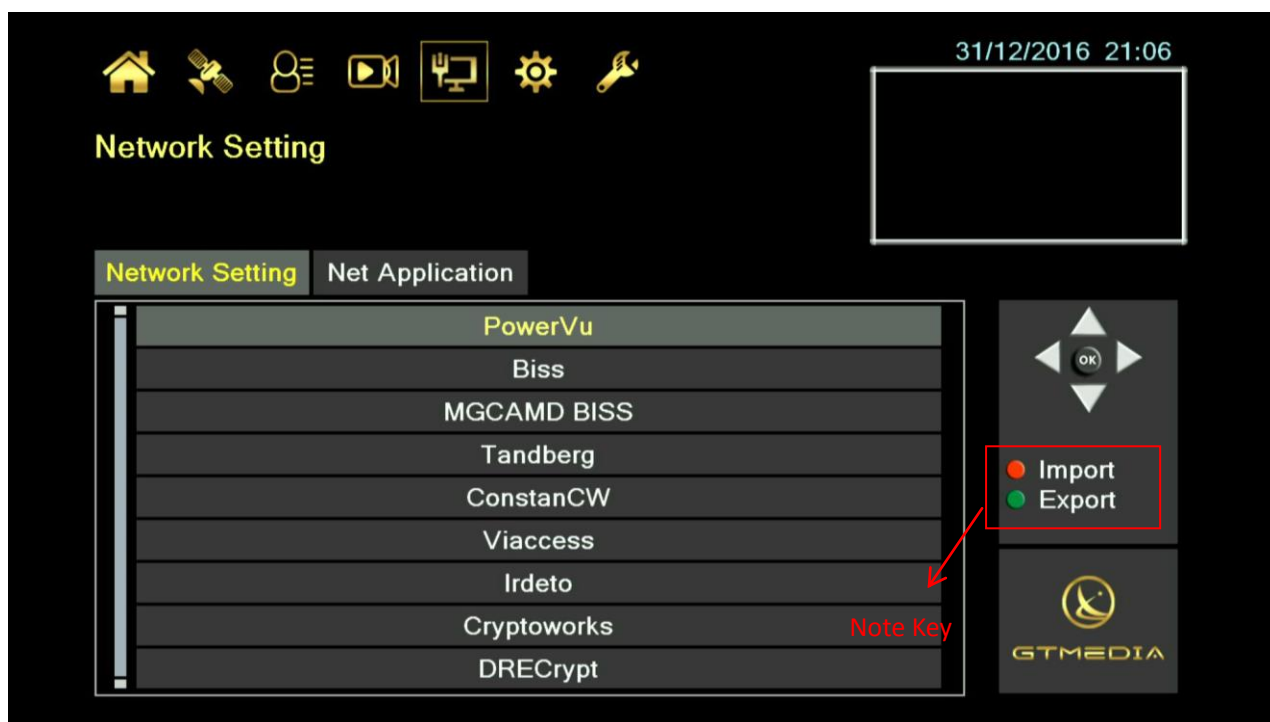 31/12/2016 21:06
Network Setting
Network Setting
Net Application
PowerVu
Biss
MGCAMD BISS
Tandberg
ConstanCW
Viaccess
Irdeto
Cryptoworks
DRECrypt
OK
Import
Export
Note Key
GTMEDIA